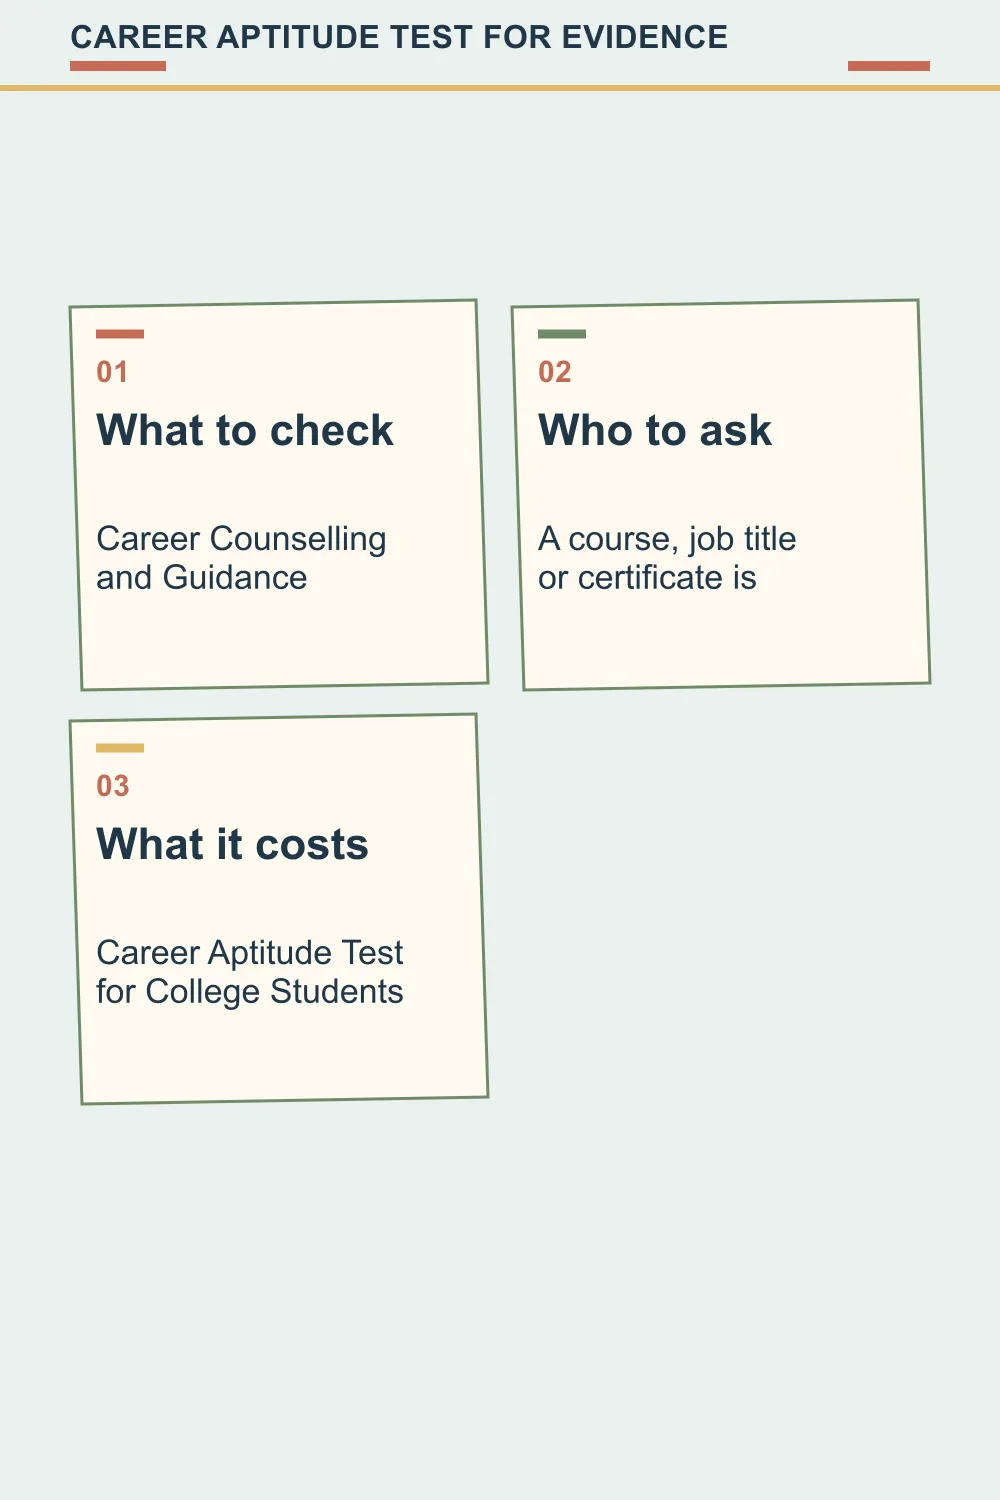 CAREER APTITUDE TEST FOR EVIDENCE
01
What to check
Career Counselling
and Guidance
02
Who to ask
A course, job title
or certificate is
03
What it costs
Career Aptitude Test
for College Students